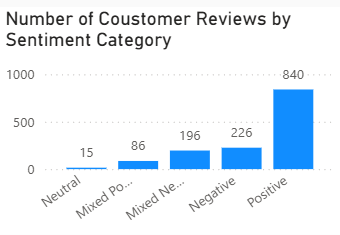 Number of Coustomer Reviews by
Sentiment Category
1000
500
0
15
86
196
226
840
Neutral
Mixed Po...
Mixed Ne...
Negative
Positive